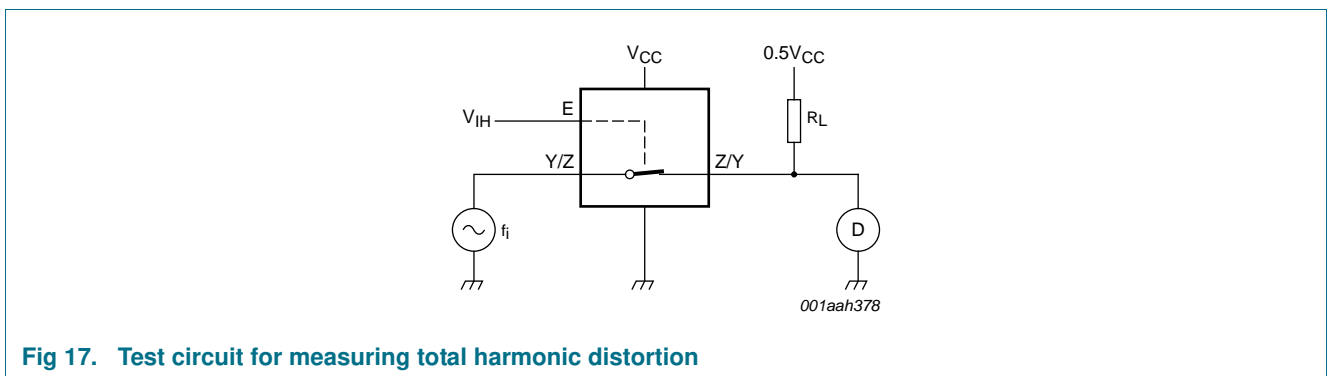 VCC
0.5VCC
E
VIH
RL
Y/Z
Z/Y
fi
D
001aah378
Fig 17. Test circuit for measuring total harmonic distortion